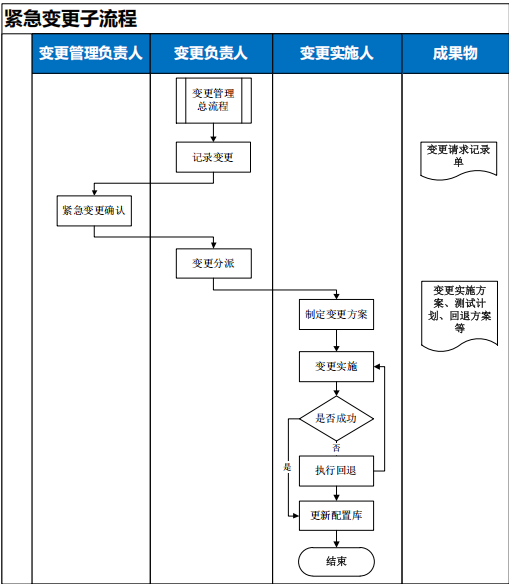 紧急变更子流程
变更管理负责人
变更负责人
变更实施人
成果物
变更管理
总流程
记录变更
变更请求记录
单
紧急变更确认
变更分派
变更实施方
案、测试计
划、回退方案
等
制定变更方案
变更实施
是否成功
否
是
执行回退
更新配置库
结束